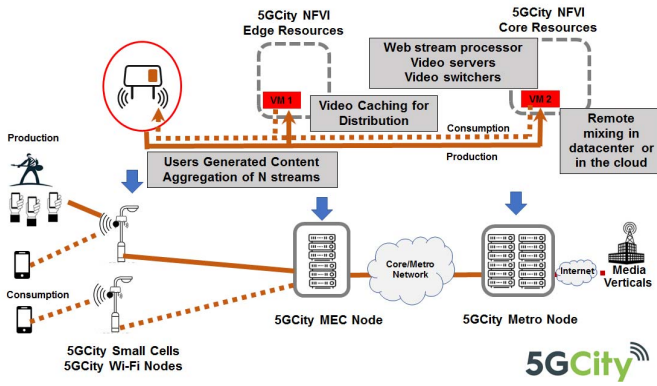 5GCity NFVI
Edge Resources
5GCity NFVI
Core Resources
Web stream processor
Video servers
Video switchers
VM 1
VM 2
Video Caching for
Distribution
Consumption
Production
Remote
mixing in
datacenter or
in the cloud
Users Generated Content
Aggregation of N streams
Production
Core/Metro
Network
Internet
Media
Verticals
Consumption
5GCity MEC Node
5GCity Metro Node
5GCity Small Cells
5GCity Wi-Fi Nodes
5GCity